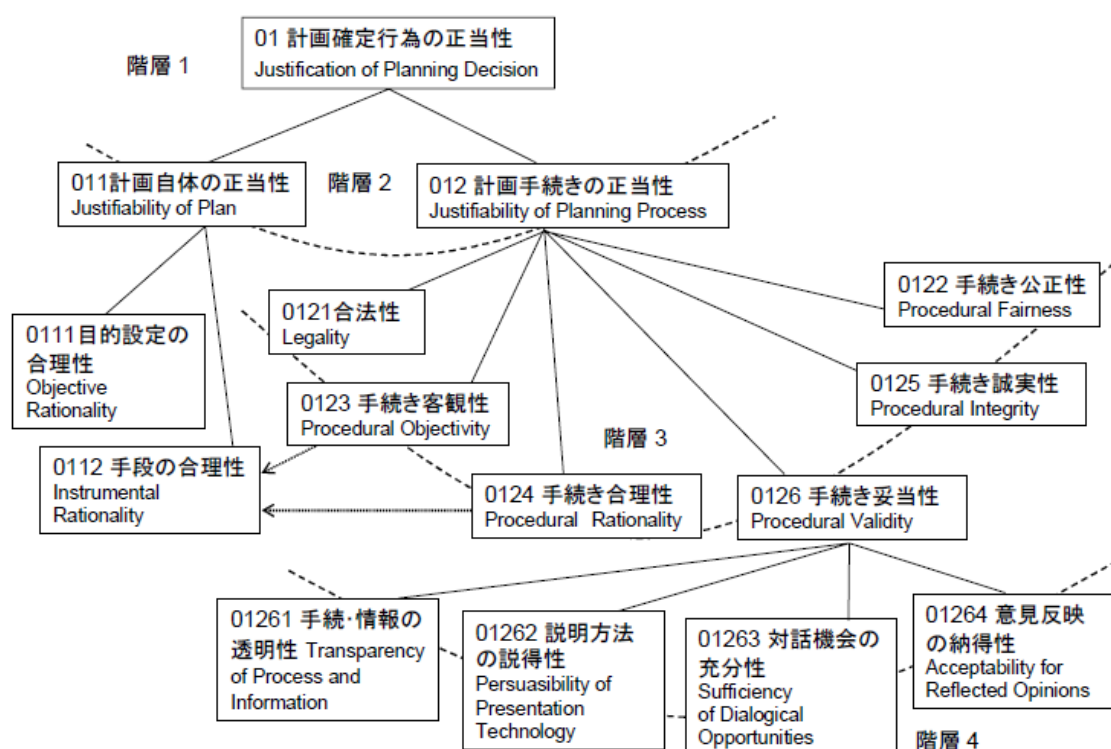 01 計画確定行為の正当性
Justification of Planning Decision
階層 1
011計画自体の正当性
Justifiability of Plan
階層 2
012 計画手続きの正当性
Justifiability of Planning Process
0111目的設定の
合理性
Objective
Rationality
0121合法性
Legality
0122 手続き公正性
Procedural Fairness
0123 手続き客観性
Procedural Objectivity
0125 手続き誠実性
Procedural Integrity
階層 3
0112 手段の合理性
Instrumental
Rationality
0124 手続き合理性
Procedural Rationality
0126 手続き妥当性
Procedural Validity
01261 手続・情報の
透明性 Transparency
of Process and
Information
01262 説明方法
の説得性
Persuasibility of
Presentation
Technology
01263 対話機会の
充分性
Sufficiency
of Dialogical
Opportunities
01264 意見反映
の納得性
Acceptability for
Reflected Opinions
階層 4